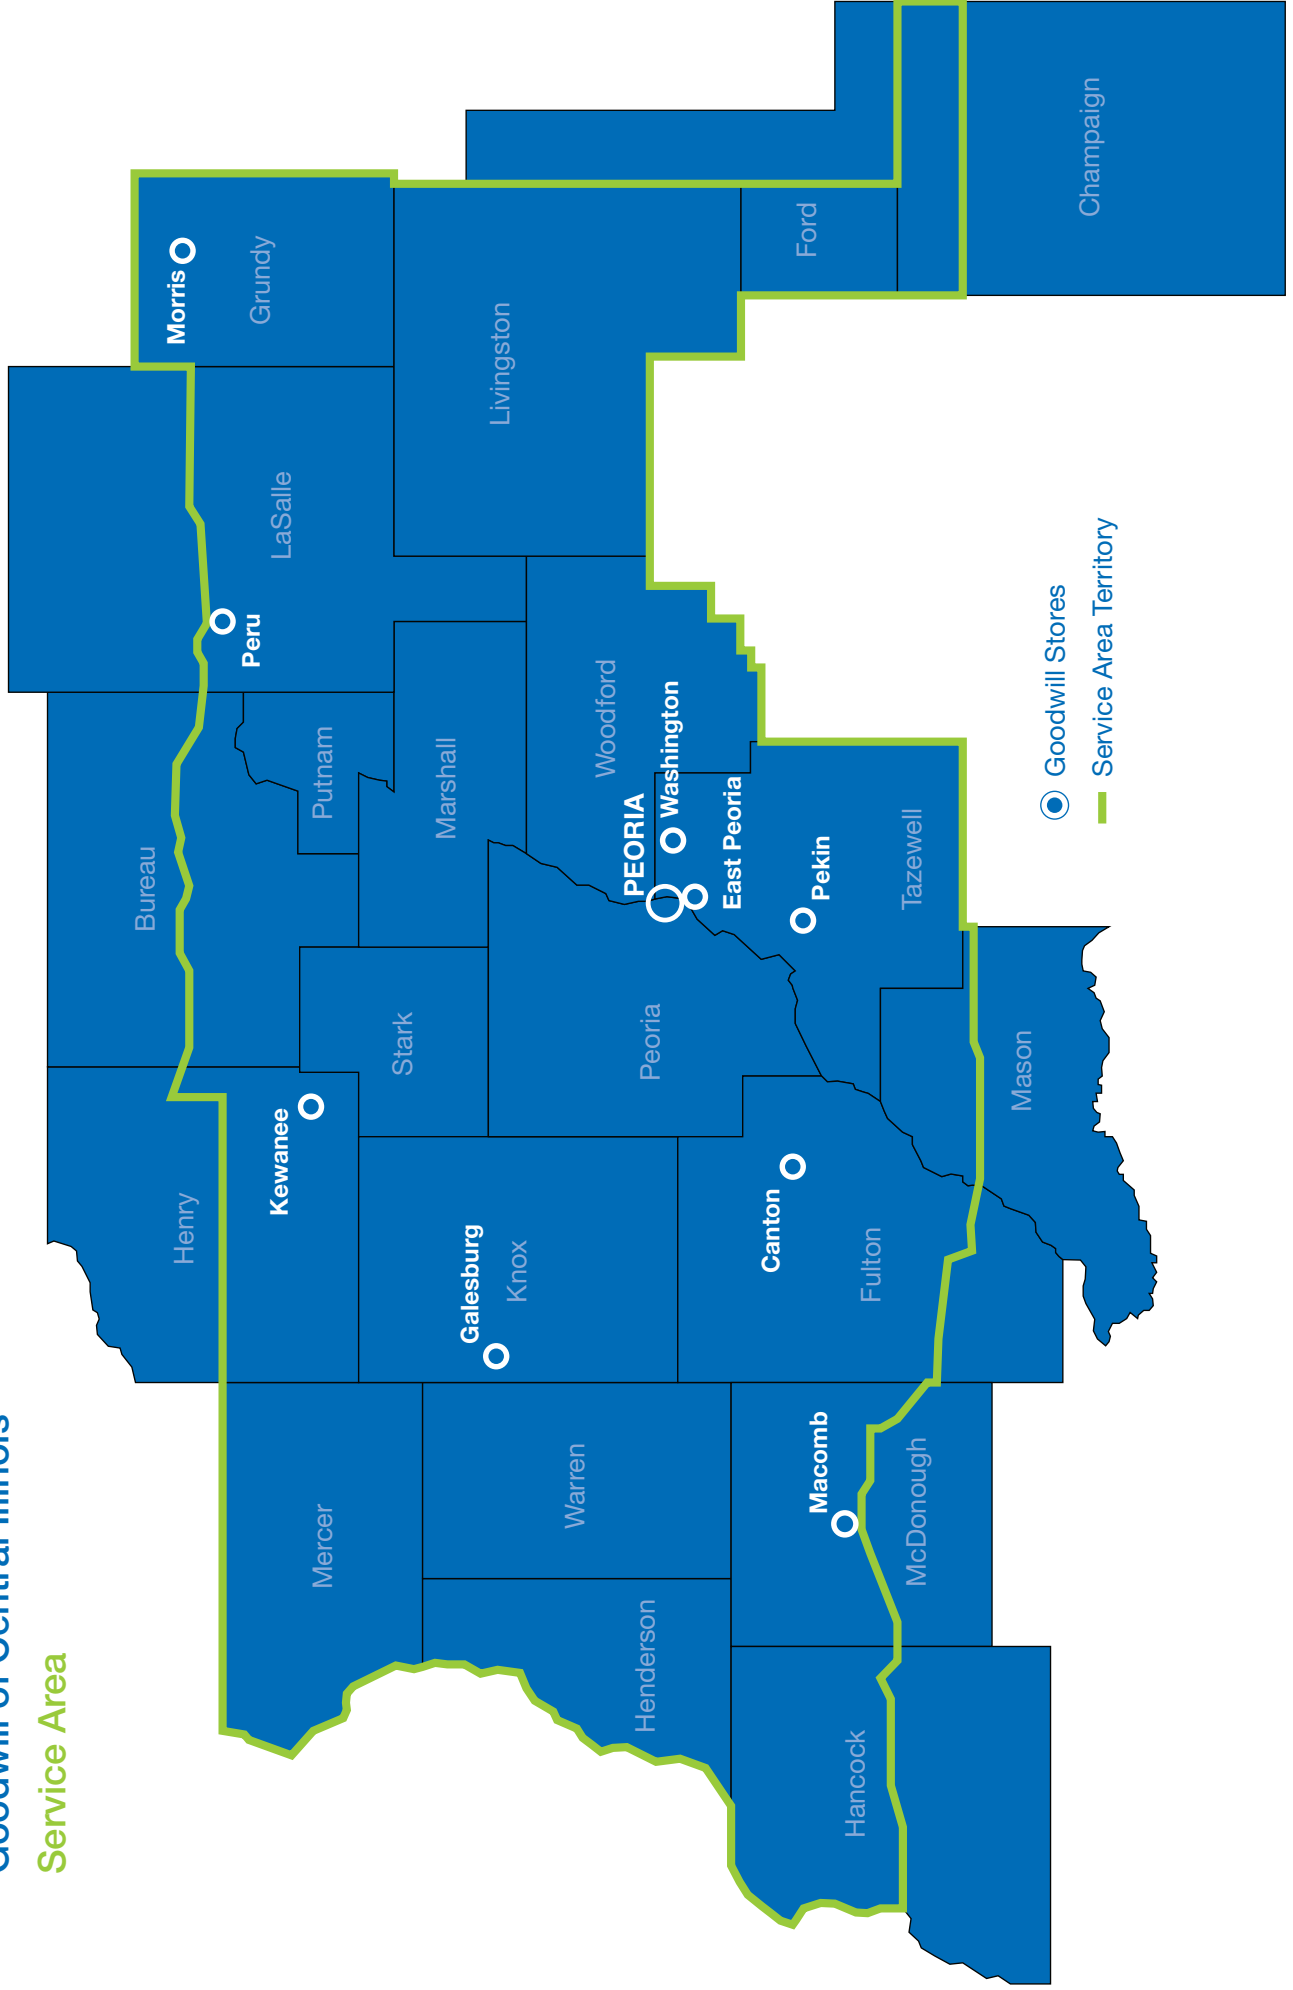 Goodwill of Central Illinois
Service Area
Bureau
Morris
Henry
Grundy
Peru
Kewanee
LaSalle
Mercer
Putnam
Stark
Marshall
Galesburg
Livingston
Knox
Warren
Woodford
PEORIA
Henderson
Peoria
Washington
East Peoria
Canton
Ford
Macomb
Pekin
Hancock
Fulton
Tazewell
McDonough
Mason
Champaign
Goodwill Stores
Service Area Territory